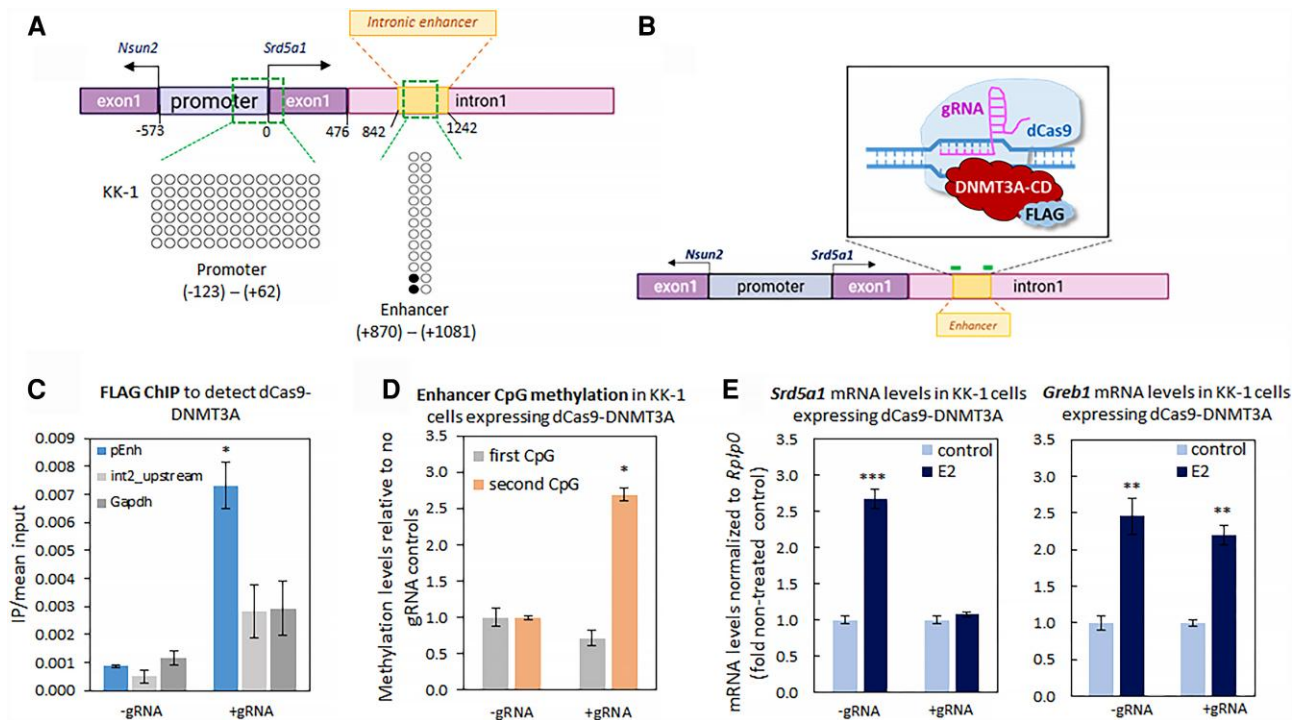 A
Intronic enhancer
Nsun2
Srd5a1
exon1
promoter
exon1
intron1
-573
0
476
842
1242
KK-1
Promoter
(-123) – (+62)
Enhancer
(+870) – (+1081)
B
gRNA
dCas9
DNMT3A-CD
FLAG
Nsun2
Srd5a1
exon1
promoter
exon1
intron1
Enhancer
C
FLAG ChIP to detect dCas9-
DNMT3A
IP/mean input
0.009
0.008
0.007
0.006
0.005
0.004
0.003
0.002
0.001
0.000
pEnh
int2_upstream
Gapdh
*
-gRNA
+gRNA
D
Enhancer CpG methylation in KK-1
cells expressing dCas9-DNMT3A
Methylation levels relative to no
gRNA controls
3.5
3.0
2.5
2.0
1.5
1.0
0.5
0.0
first CpG
second CpG
*
-gRNA
+gRNA
E
Srd5a1 mRNA levels in KK-1 cells
expressing dCas9-DNMT3A
mRNA levels normalized to Rplp0
(fold non-treated control)
3.5
3.0
2.5
2.0
1.5
1.0
0.5
0.0
control
E2
***
-gRNA
+gRNA
Greb1 mRNA levels in KK-1 cells
expressing dCas9-DNMT3A
3.5
3.0
2.5
2.0
1.5
1.0
0.5
0.0
control
E2
**
**
-gRNA
+gRNA